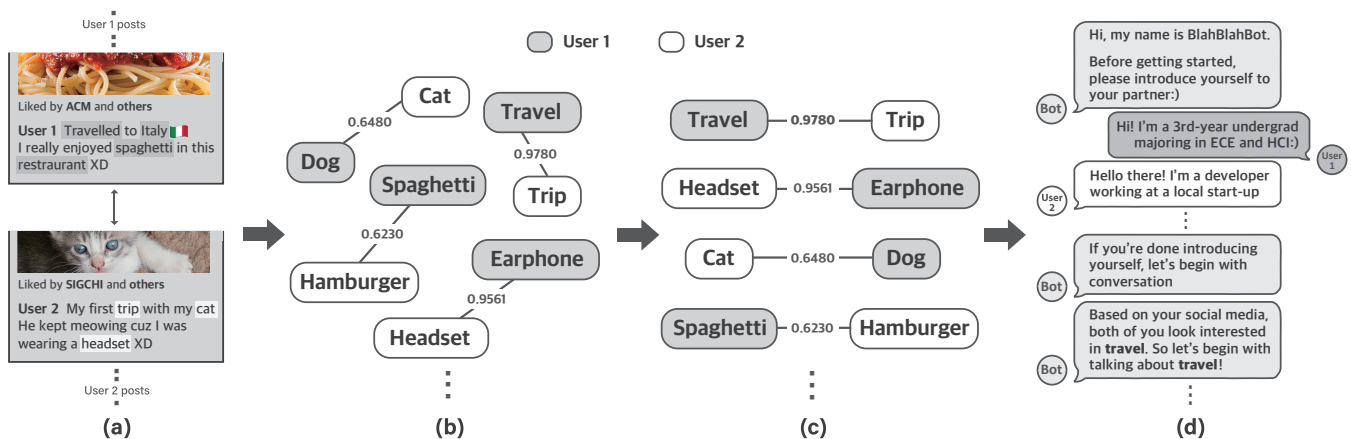 User 1 posts
Liked by ACM and others
User 1 Travelled to Italy
I really enjoyed spaghetti in this
restraurant XD
Liked by SIGCHI and others
User 2 My first trip with my cat
He kept meowing cuz I was
wearing a headset XD
User 2 posts
(a)
User 1
User 2
Cat
0.6480
Dog
Travel
0.9780
Trip
Spaghetti
0.6230
Hamburger
Earphone
0.9561
Headset
(b)
Travel 0.9780 Trip
Headset 0.9561 Earphone
Cat 0.6480 Dog
Spaghetti 0.6230 Hamburger
(c)
Hi, my name is BlahBlahBot.
Before getting started,
please introduce yourself to
your partner:)
Bot
Hi! I'm a 3rd-year undergrad
majoring in ECE and HCI:)
User
1
Hello there! I'm a developer
working at a local start-up
User
2
If you're done introducing
yourself, let's begin with
conversation
Bot
Based on your social media,
both of you look interested
in travel. So let's begin with
talking about travel!
Bot
(d)